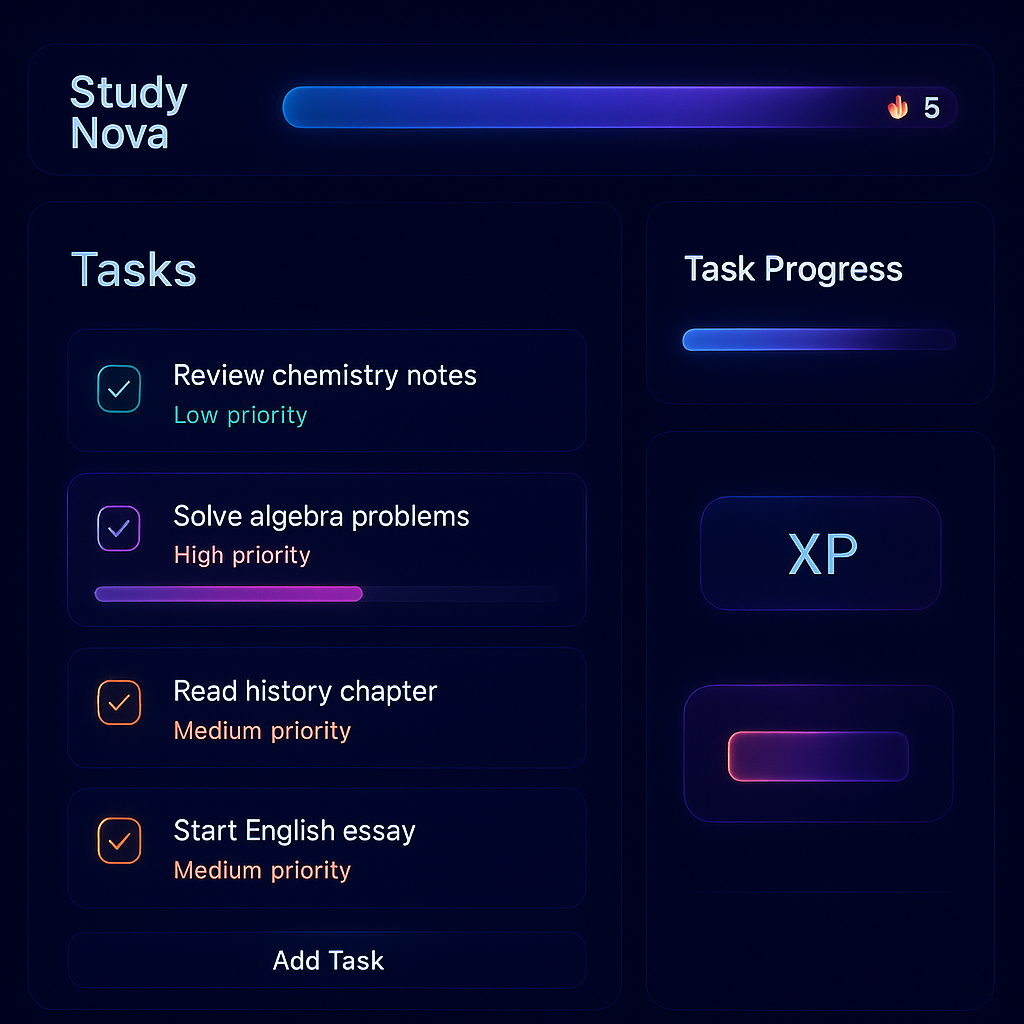 Study
Nova
5
Tasks
Review chemistry notes
Low priority
Solve algebra problems
High priority
Read history chapter
Medium priority
Start English essay
Medium priority
Add Task
Task Progress
XP